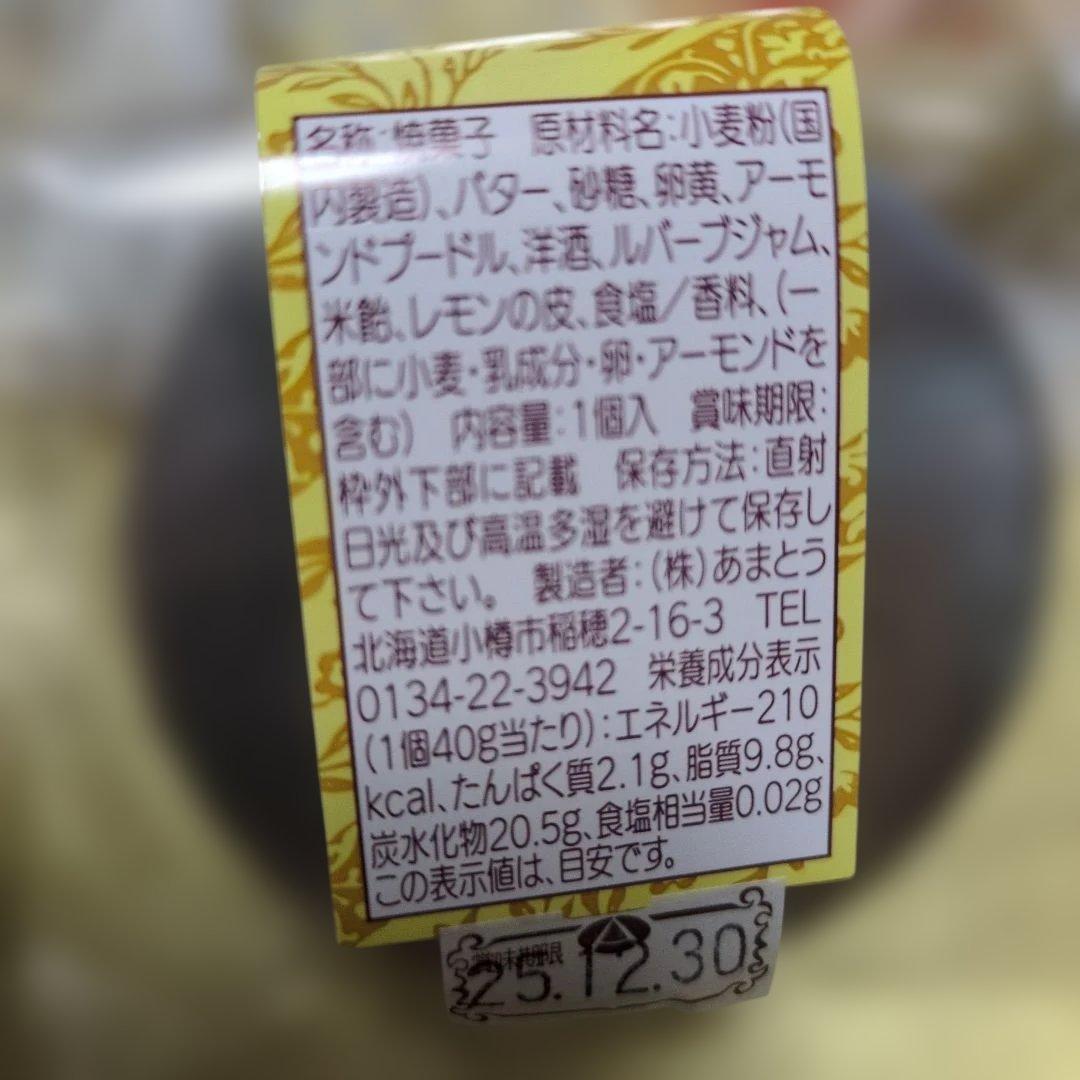 名称:焼菓子　原材料名:小麦粉(国
内製造)、バター、砂糖、卵黄、アーモ
ンドプードル、洋酒、ルバーブジャム、
米飴、レモンの皮、食塩／香料、(一
部に小麦・乳成分・卵・アーモンドを
含む)　内容量:1個入　賞味期限:
枠外下部に記載　保存方法:直射
日光及び高温多湿を避けて保存し
て下さい。　製造者:(株)あまとう
北海道小樽市稲穂2-16-3　TEL
0134-22-3942　栄養成分表示
(1個40g当たり):エネルギー210
kcal、たんぱく質2.1g、脂質9.8g、
炭水化物20.5g、食塩相当量0.02g
この表示値は、目安です。
賞味期限
25.12.30